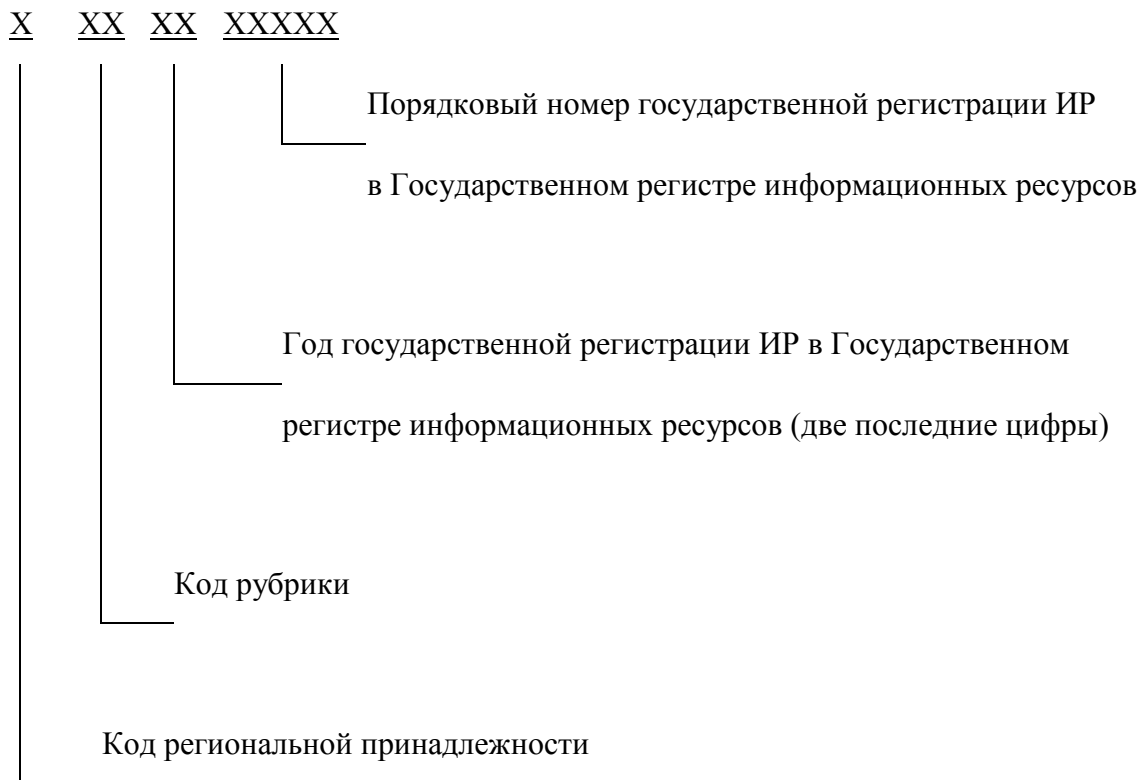 X XX XX XXXXX
Порядковый номер государственной регистрации ИР
в Государственном регистре информационных ресурсов
Год государственной регистрации ИР в Государственном
регистре информационных ресурсов (две последние цифры)
Код рубрики
Код региональной принадлежности